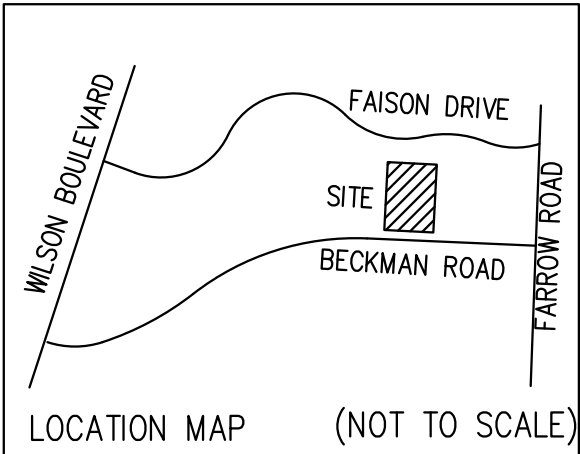 WILSON BOULEVARD
FAISON DRIVE
SITE
BECKMAN ROAD
FARROW ROAD
LOCATION MAP
(NOT TO SCALE)